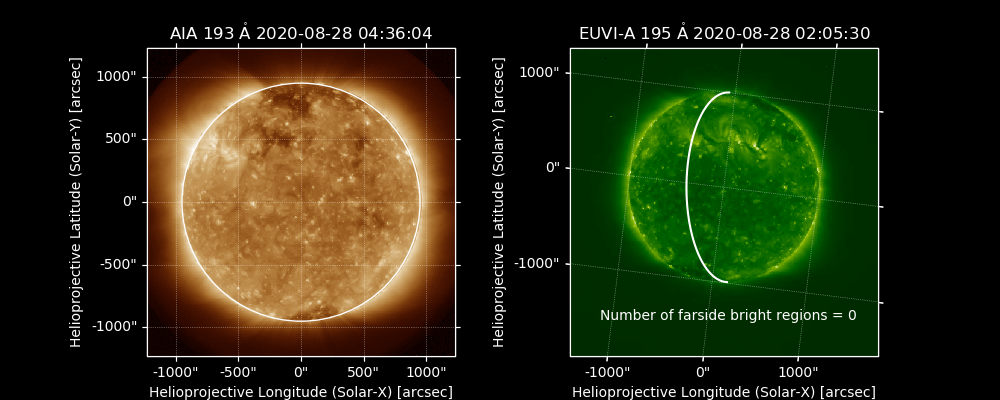 AIA 193 Å 2020-08-28 04:36:04
Helioprojective Latitude (Solar-Y) [arcsec]
1000"
500"
0"
-500"
-1000"
-1000"
-500"
0"
500"
1000"
Helioprojective Longitude (Solar-X) [arcsec]
EUVI-A 195 Å 2020-08-28 02:05:30
Helioprojective Latitude (Solar-Y) [arcsec]
1000"
0"
-1000"
Number of farside bright regions = 0
-1000"
0"
1000"
Helioprojective Longitude (Solar-X) [arcsec]